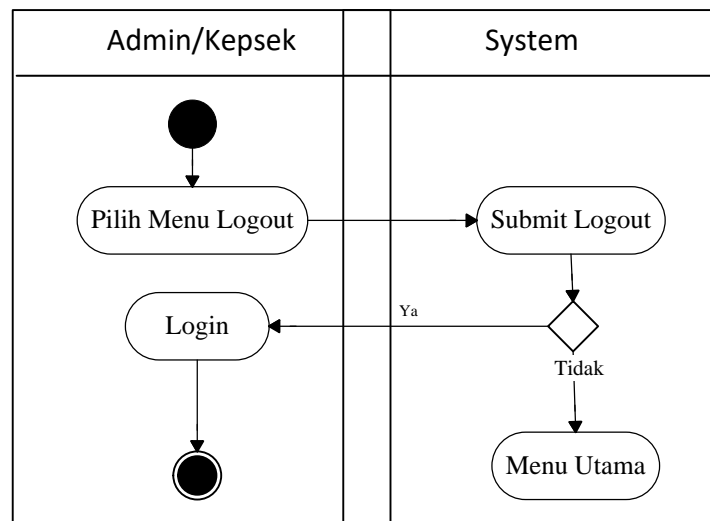 Admin/Kepsek
System
Pilih Menu Logout
Submit Logout
Login
Ya
Tidak
Menu Utama